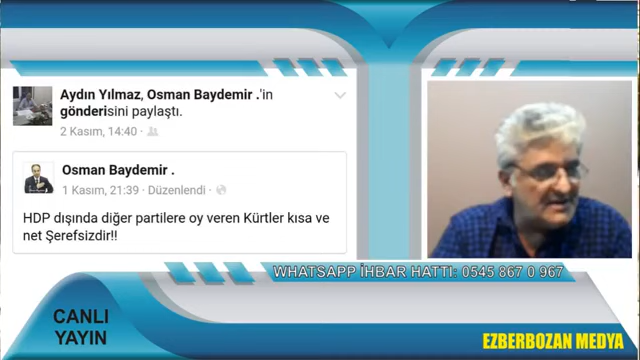 Aydın Yılmaz, Osman Baydemir .'in
gönderisini paylaştı.
2 Kasım, 14:40 ·
Osman Baydemir .
1 Kasım, 21:39 · Düzenlendi ·
HDP dışında diğer partilere oy veren Kürtler kısa ve
net Şerefsizdir!!
WHATSAPP İHBAR HATTI: 0545 867 0 967
CANLI
YAYIN
EZBERBOZAN MEDYA